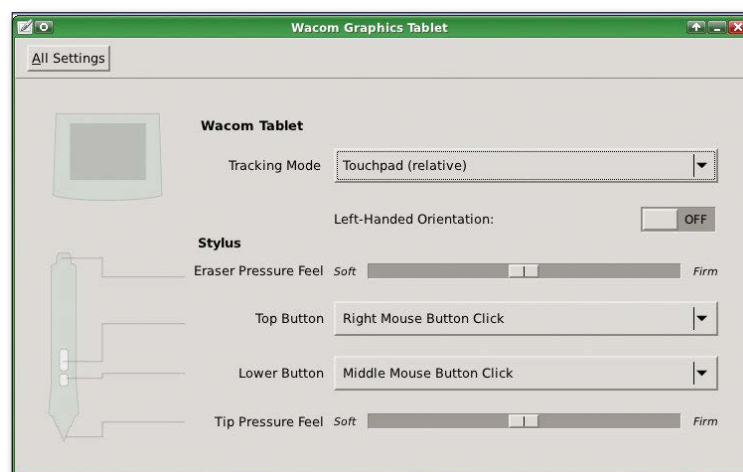 Wacom Graphics Tablet
All Settings
Wacom Tablet
Tracking Mode Touchpad (relative)
Left-Handed Orientation: OFF
Stylus
Eraser Pressure Feel Soft Firm
Top Button Right Mouse Button Click
Lower Button Middle Mouse Button Click
Tip Pressure Feel Soft Firm